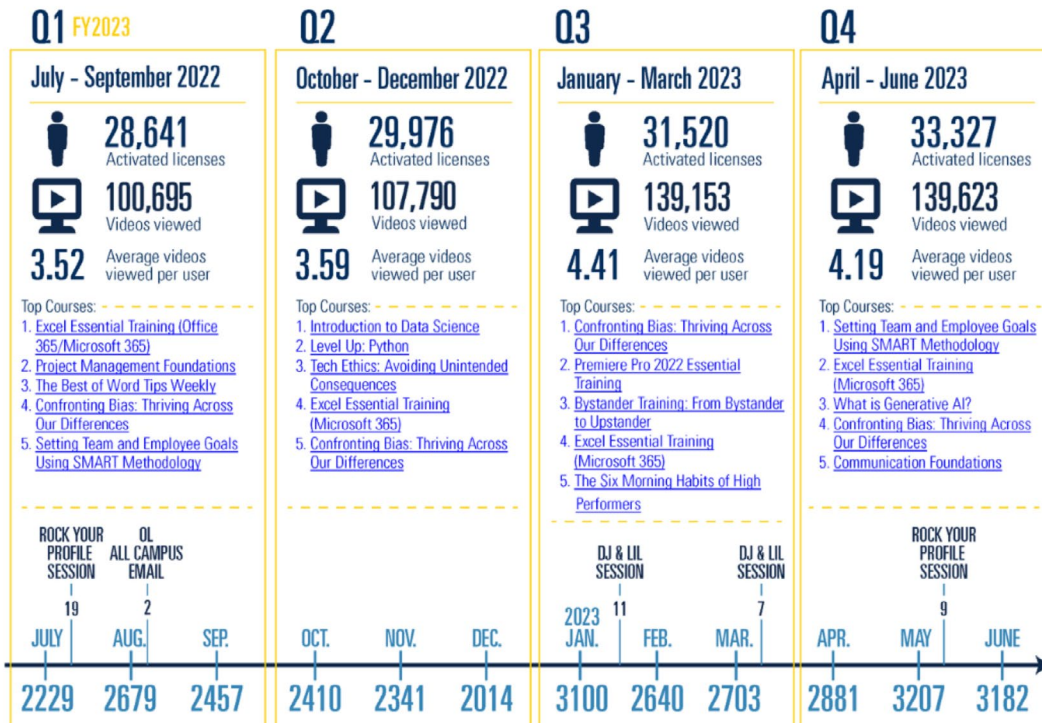 Q1 FY2023
July - September 2022
28,641
Activated licenses
100,695
Videos viewed
3.52
Average videos
viewed per user
Top Courses:
1. Excel Essential Training (Office
365/Microsoft 365)
2. Project Management Foundations
3. The Best of Word Tips Weekly
4. Confronting Bias: Thriving Across
Our Differences
5. Setting Team and Employee Goals
Using SMART Methodology
ROCK YOUR
PROFILE
SESSION
19
OL
ALL CAMPUS
EMAIL
2
JULY
AUG.
SEP.
2229
2679
2457
Q2
October - December 2022
29,976
Activated licenses
107,790
Videos viewed
3.59
Average videos
viewed per user
Top Courses:
1. Introduction to Data Science
2. Level Up: Python
3. Tech Ethics: Avoiding Unintended
Consequences
4. Excel Essential Training
(Microsoft 365)
5. Confronting Bias: Thriving Across
Our Differences
OCT.
NOV.
DEC.
2410
2341
2014
Q3
January - March 2023
31,520
Activated licenses
139,153
Videos viewed
4.41
Average videos
viewed per user
Top Courses:
1. Confronting Bias: Thriving Across
Our Differences
2. Premiere Pro 2022 Essential
Training
3. Bystander Training: From Bystander
to Upstander
4. Excel Essential Training
(Microsoft 365)
5. The Six Morning Habits of High
Performers
DJ & LIL
SESSION
11
DJ & LIL
SESSION
7
2023
JAN.
FEB.
MAR.
3100
2640
2703
Q4
April - June 2023
33,327
Activated licenses
139,623
Videos viewed
4.19
Average videos
viewed per user
Top Courses:
1. Setting Team and Employee Goals
Using SMART Methodology
2. Excel Essential Training
(Microsoft 365)
3. What is Generative AI?
4. Confronting Bias: Thriving Across
Our Differences
5. Communication Foundations
ROCK YOUR
PROFILE
SESSION
9
APR.
MAY
JUNE
2881
3207
3182